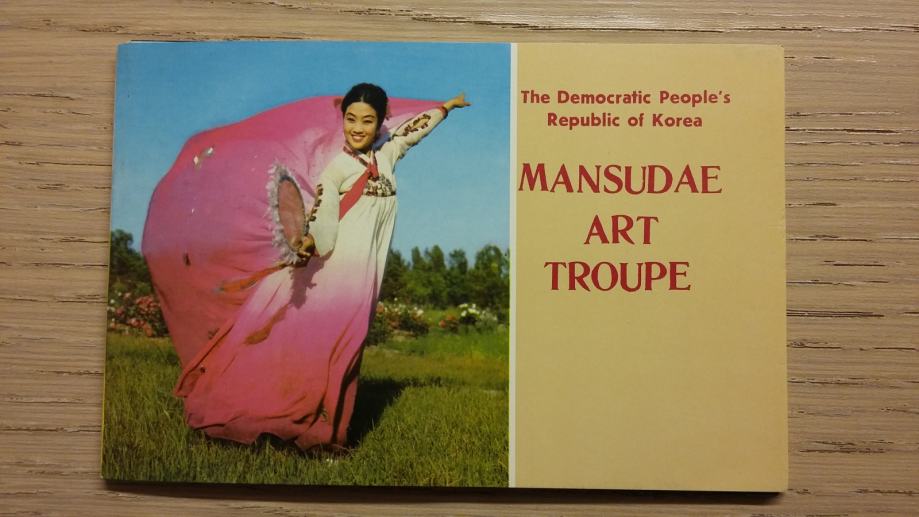 The Democratic People's
Republic of Korea
MANSUDAE
ART
TROUPE